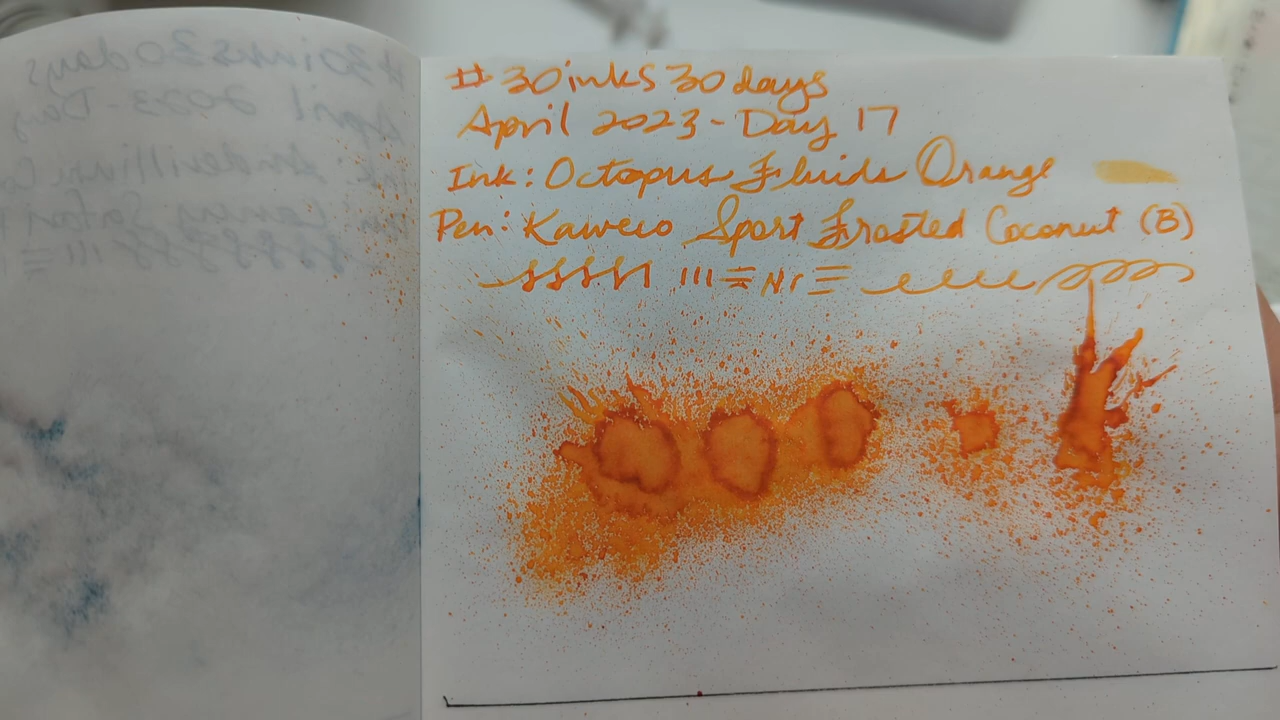 #30inks30days
April 2023 - Day 17
Ink: Octopus Fluids Orange
Pen: Kaweco Sport Frosted Coconut (B)